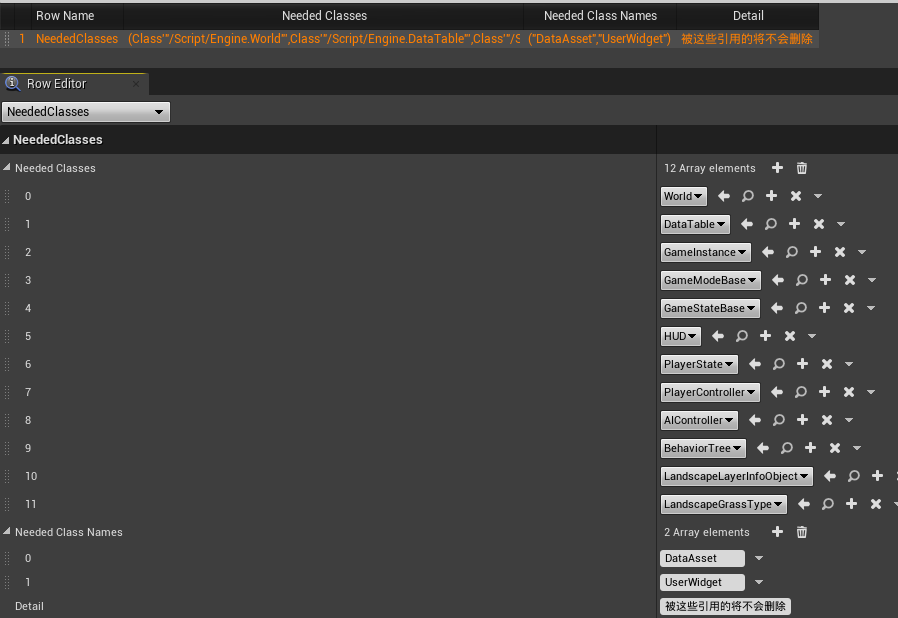 Row Name Needed Classes Needed Class Names Detail
1 NeededClasses (Class'"/Script/Engine.World"',Class'"/Script/Engine.DataTable"',Class'"/S ("DataAsset","UserWidget") 被这些引用的将不会删除
Row Editor
NeededClasses
NeededClasses
Needed Classes 12 Array elements
0 World
1 DataTable
2 GameInstance
3 GameModeBase
4 GameStateBase
5 HUD
6 PlayerState
7 PlayerController
8 AIController
9 BehaviorTree
10 LandscapeLayerInfoObject
11 LandscapeGrassType
Needed Class Names 2 Array elements
0 DataAsset
1 UserWidget
Detail 被这些引用的将不会删除